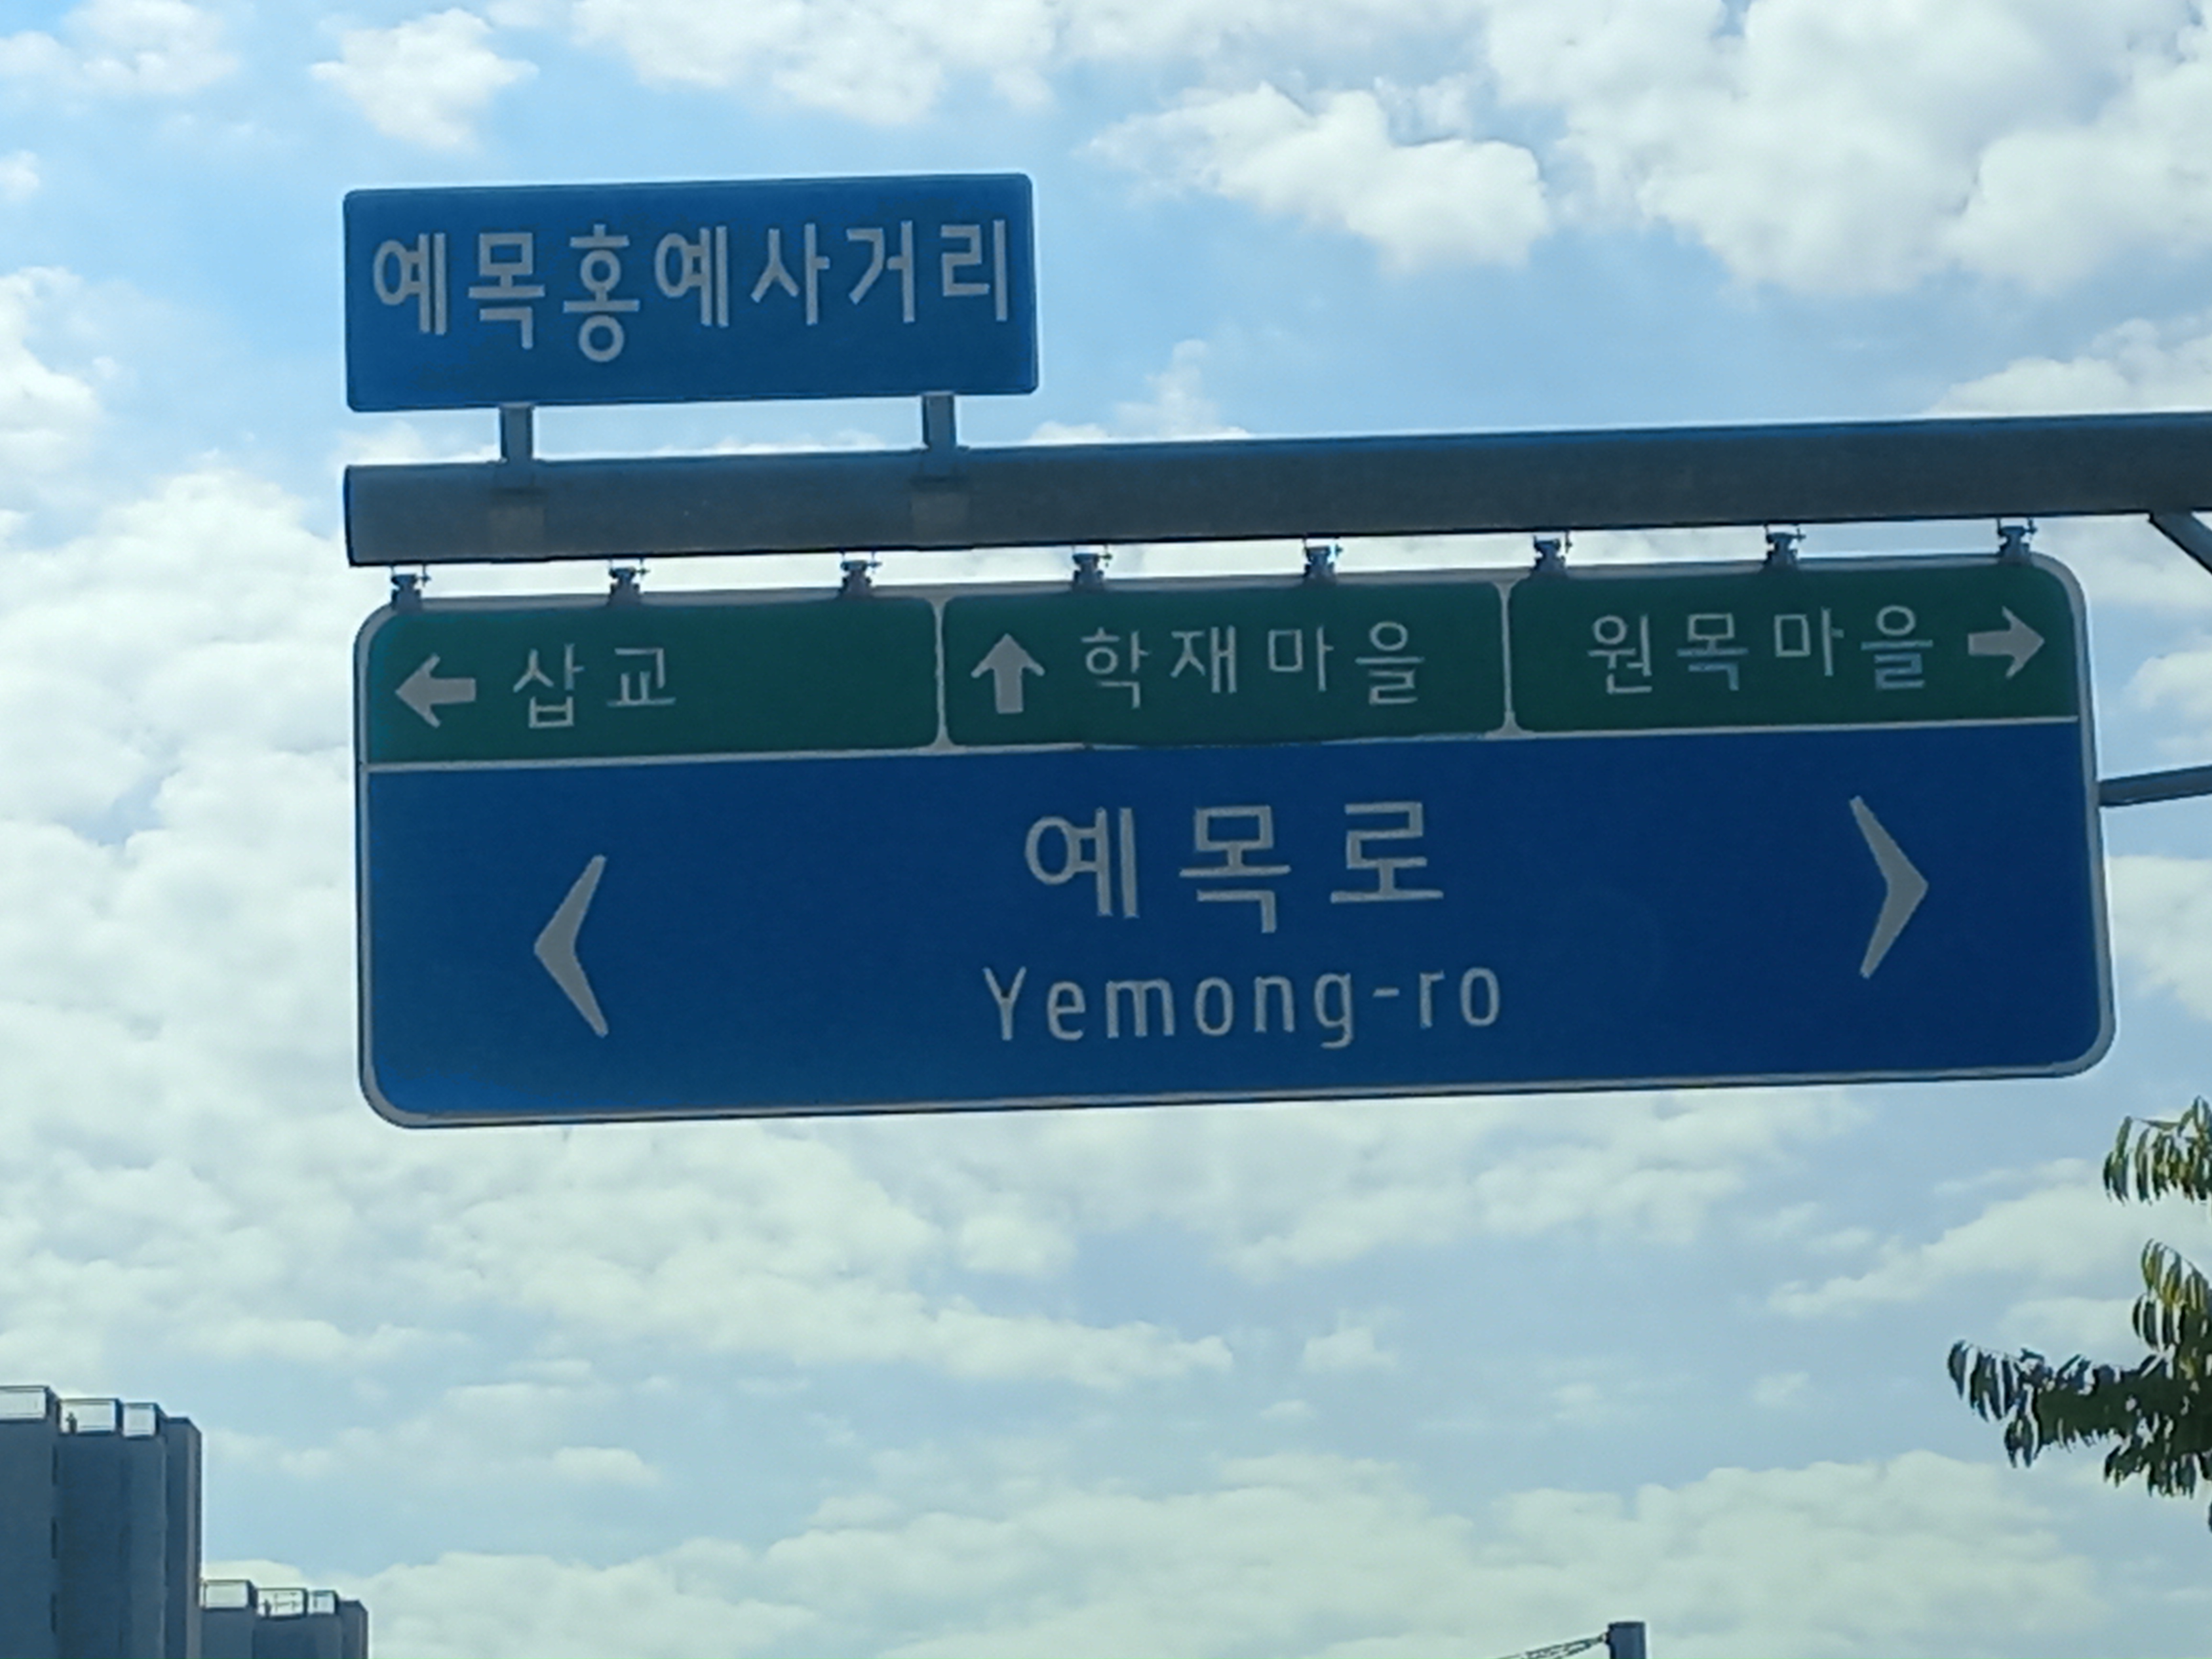 예목홍예사거리
삽교
학재마을
원목마을
예목로
Yemong-ro